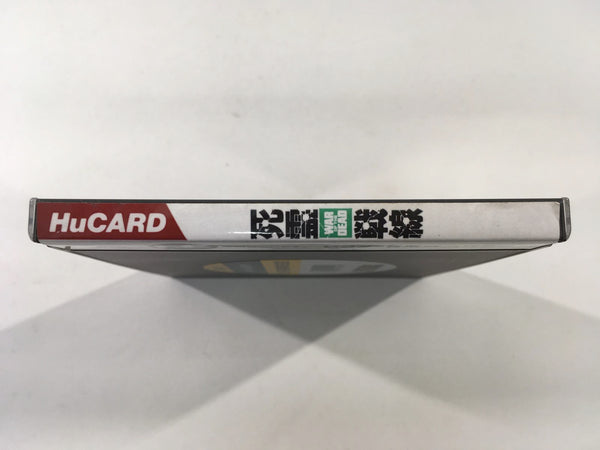 HuCARD
死霊
WAR
OF THE
DEAD
戦線